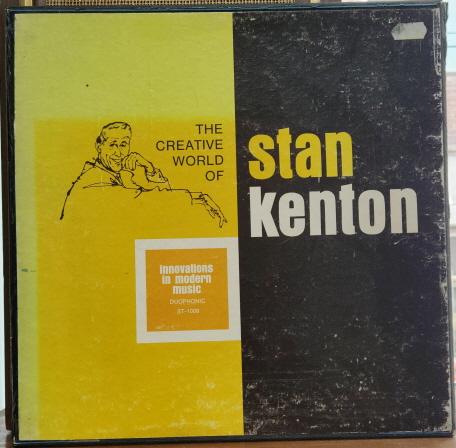 THE
CREATIVE
WORLD
OF
stan
kenton
innovations
in modern
music
DUOPHONIC
ST-1009